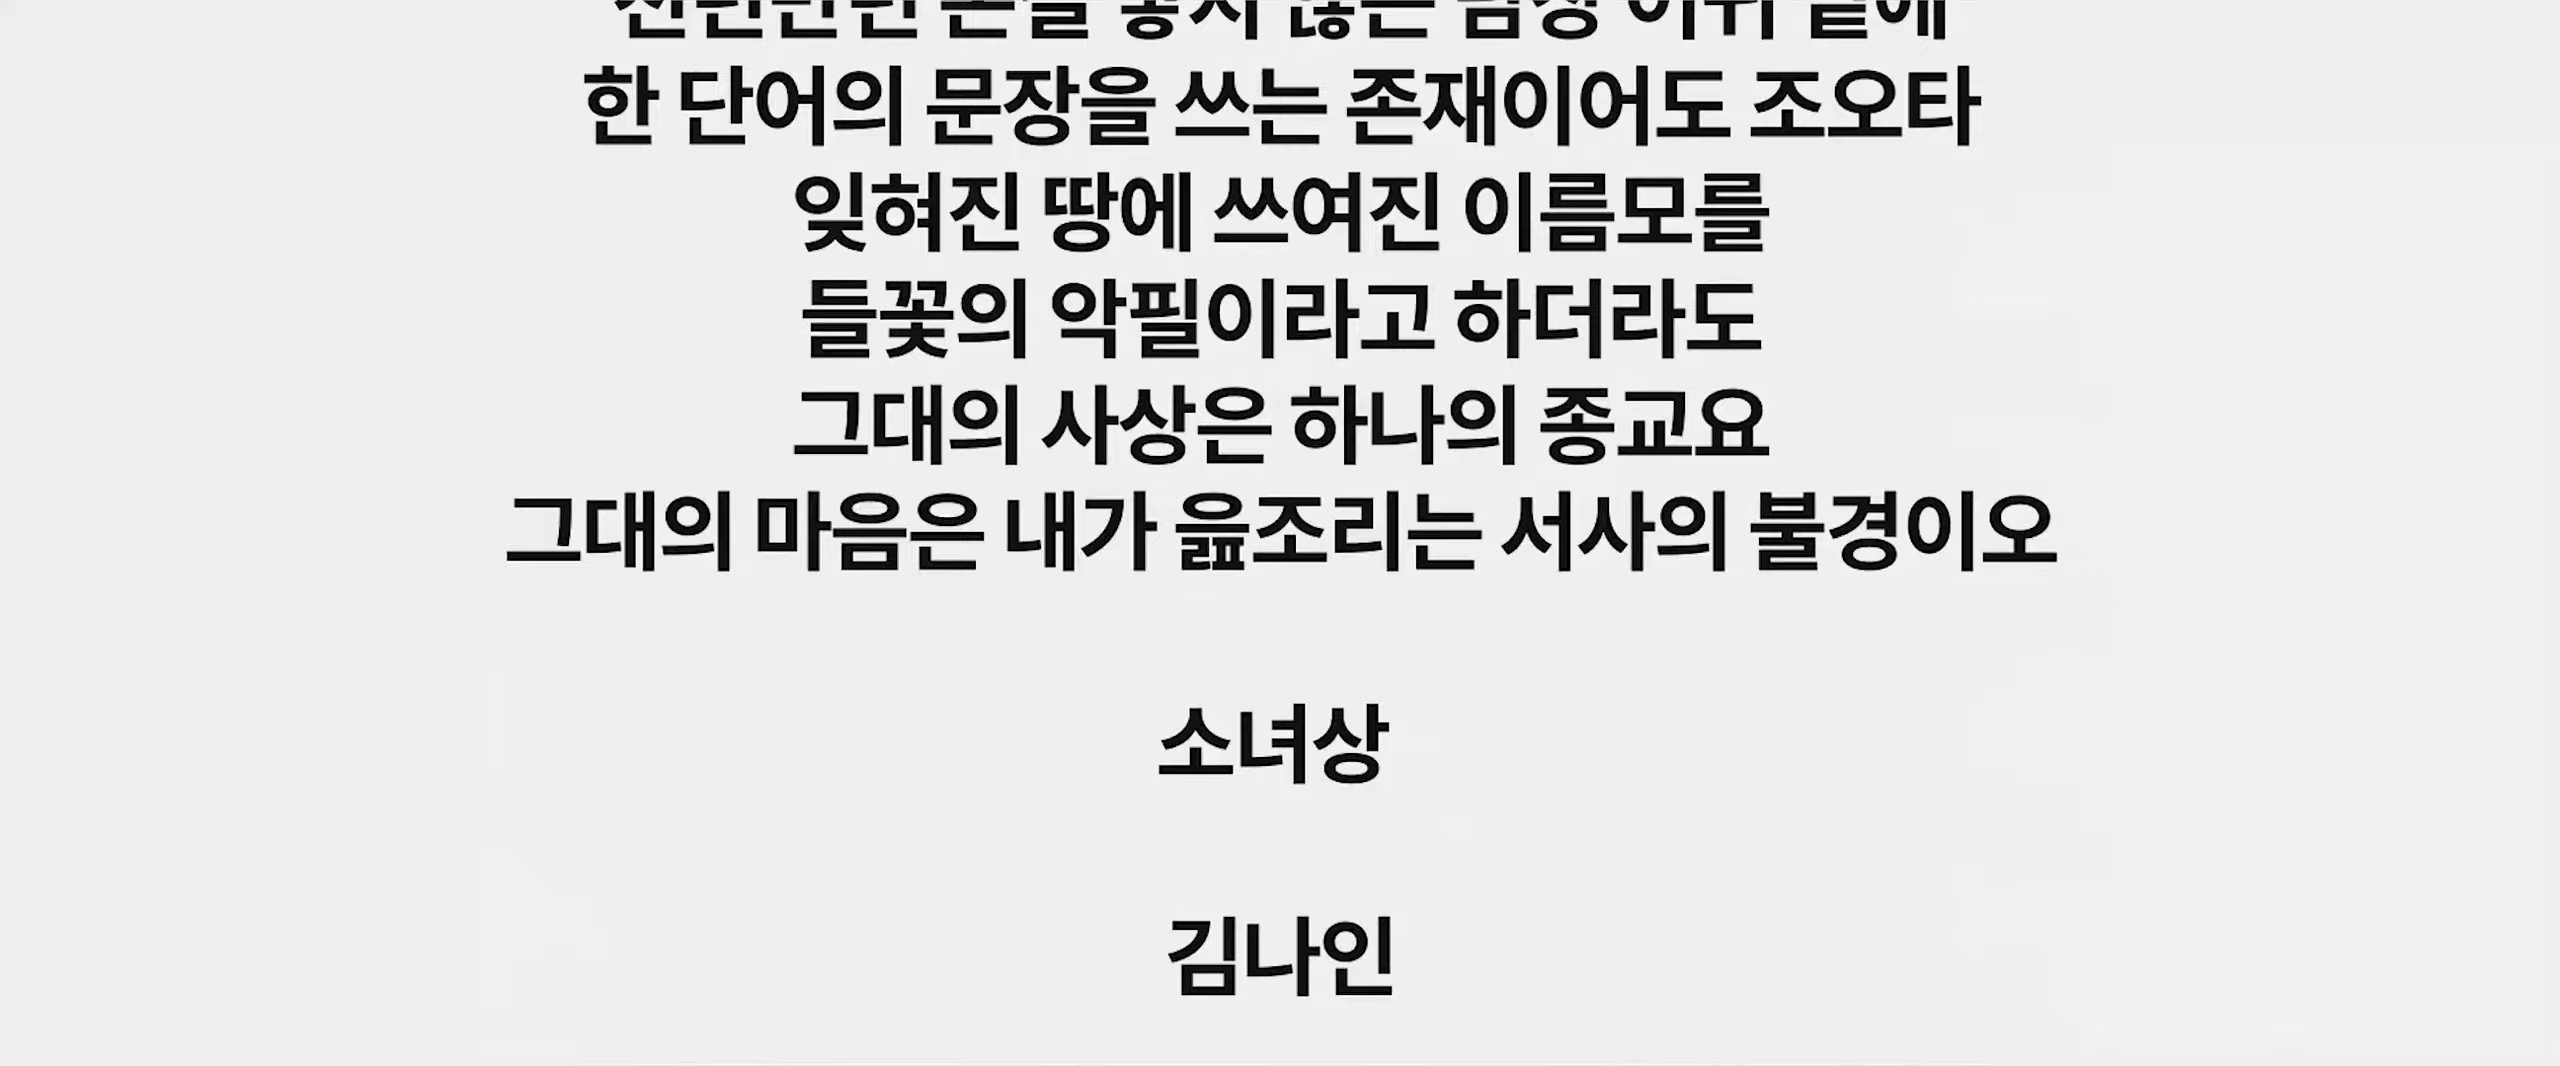 한 단어의 문장을 쓰는 존재이어도 조오타
잊혀진 땅에 쓰여진 이름모를
들꽃의 악필이라고 하더라도
그대의 사상은 하나의 종교요
그대의 마음은 내가 읊조리는 서사의 불경이오
소녀상
김나인